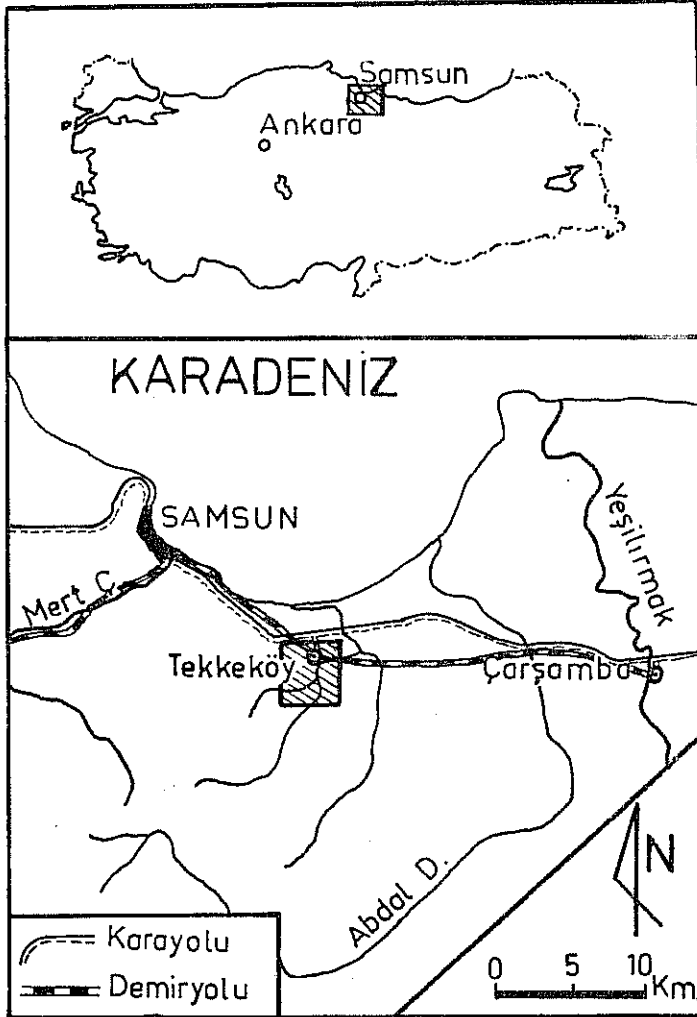 Samsun
Ankara
KARADENİZ
SAMSUN
Yeşilırmak
Mert Ç.
Tekkeköy
Çarşamba
Abdal D.
N
Karayolu
Demiryolu
0 5 10
Km